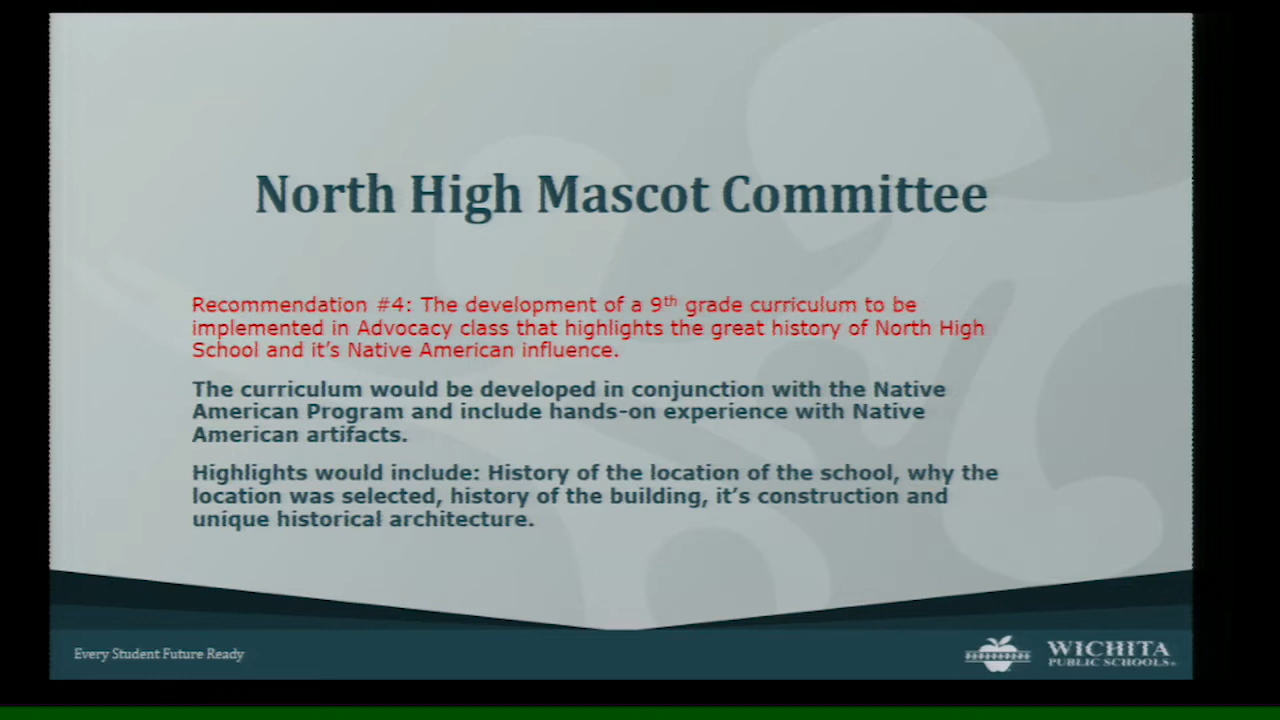 North High Mascot Committee
Recommendation #4: The development of a 9th grade curriculum to be
implemented in Advocacy class that highlights the great history of North High
School and it's Native American influence.
The curriculum would be developed in conjunction with the Native
American Program and include hands-on experience with Native
American artifacts.
Highlights would include: History of the location of the school, why the
location was selected, history of the building, it's construction and
unique historical architecture.
Every Student Future Ready
WICHITA
PUBLIC SCHOOLS